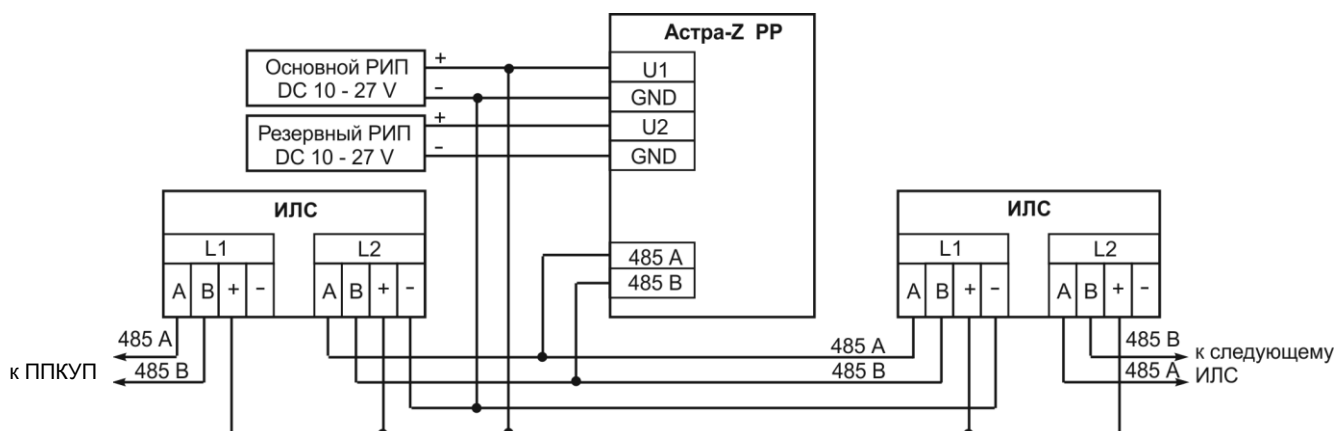 Астра-Z РР
Основной РИП
DC 10 - 27 V
+
-
U1
GND
Резервный РИП
DC 10 - 27 V
+
-
U2
GND
485 A
485 B
ИЛС
L1
L2
A B + -
A B + -
ИЛС
L1
L2
A B + -
A B + -
485 A
485 B
к ППКУП
485 A
485 B
485 B
485 A
к следующему
ИЛС